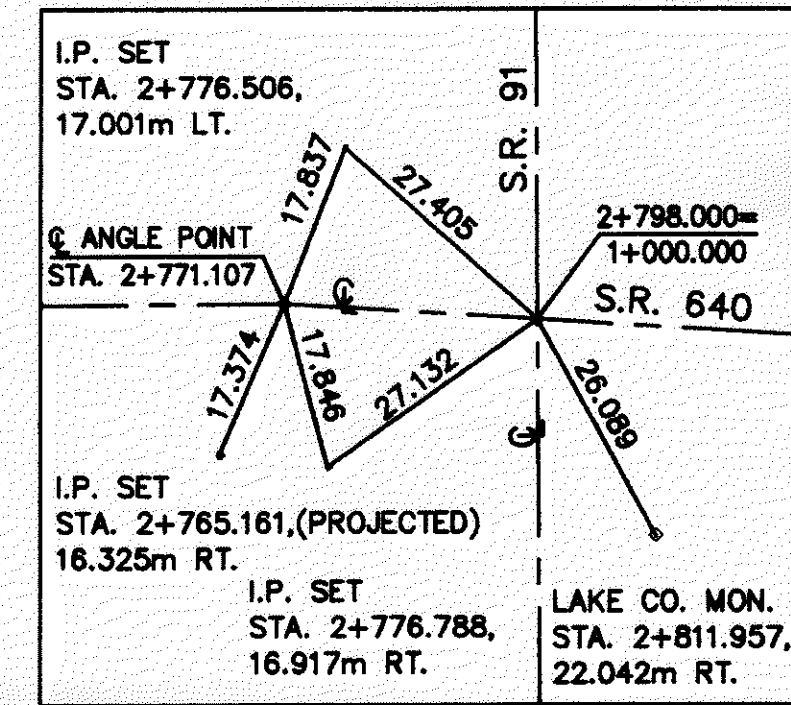 I.P. SET
STA. 2+776.506,
17.001m LT.
S.R. 91
17.837
27.405
2+798.000=
1+000.000
℄ ANGLE POINT
STA. 2+771.107
℄
S.R. 640
17.374
17.846
27.132
26.089
℄
I.P. SET
STA. 2+765.161,(PROJECTED)
16.325m RT.
I.P. SET
STA. 2+776.788,
16.917m RT.
LAKE CO. MON.
STA. 2+811.957,
22.042m RT.